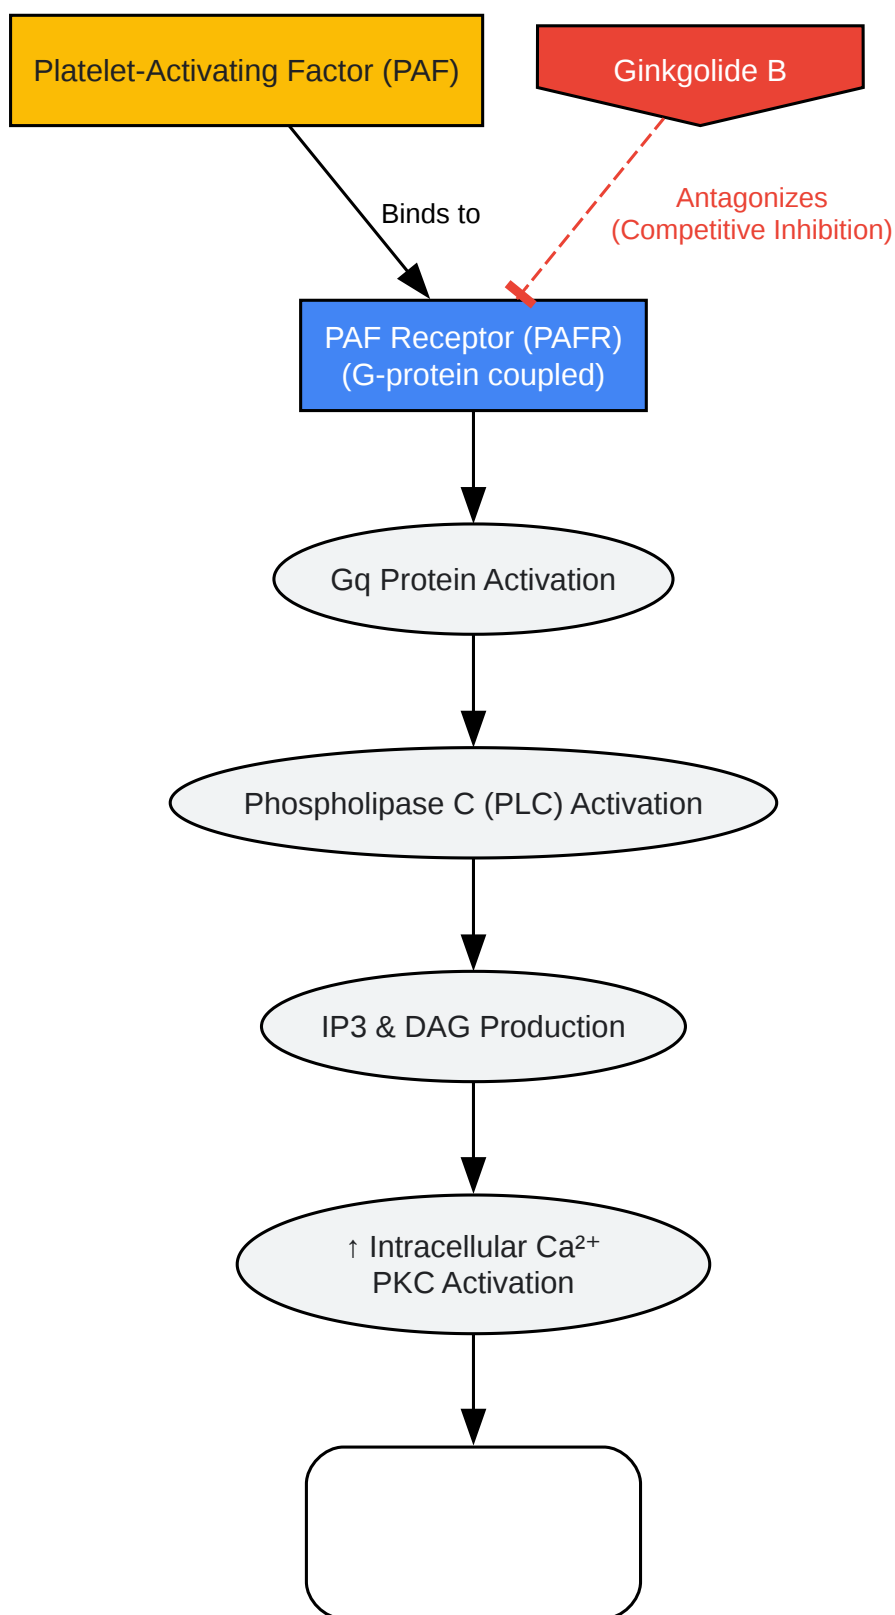 Platelet-Activating Factor (PAF)
Ginkgolide B
Binds to
Antagonizes
(Competitive Inhibition)
PAF Receptor (PAFR)
(G-protein coupled)
Gq Protein Activation
Phospholipase C (PLC) Activation
IP3 & DAG Production
↑ Intracellular Ca²⁺
PKC Activation